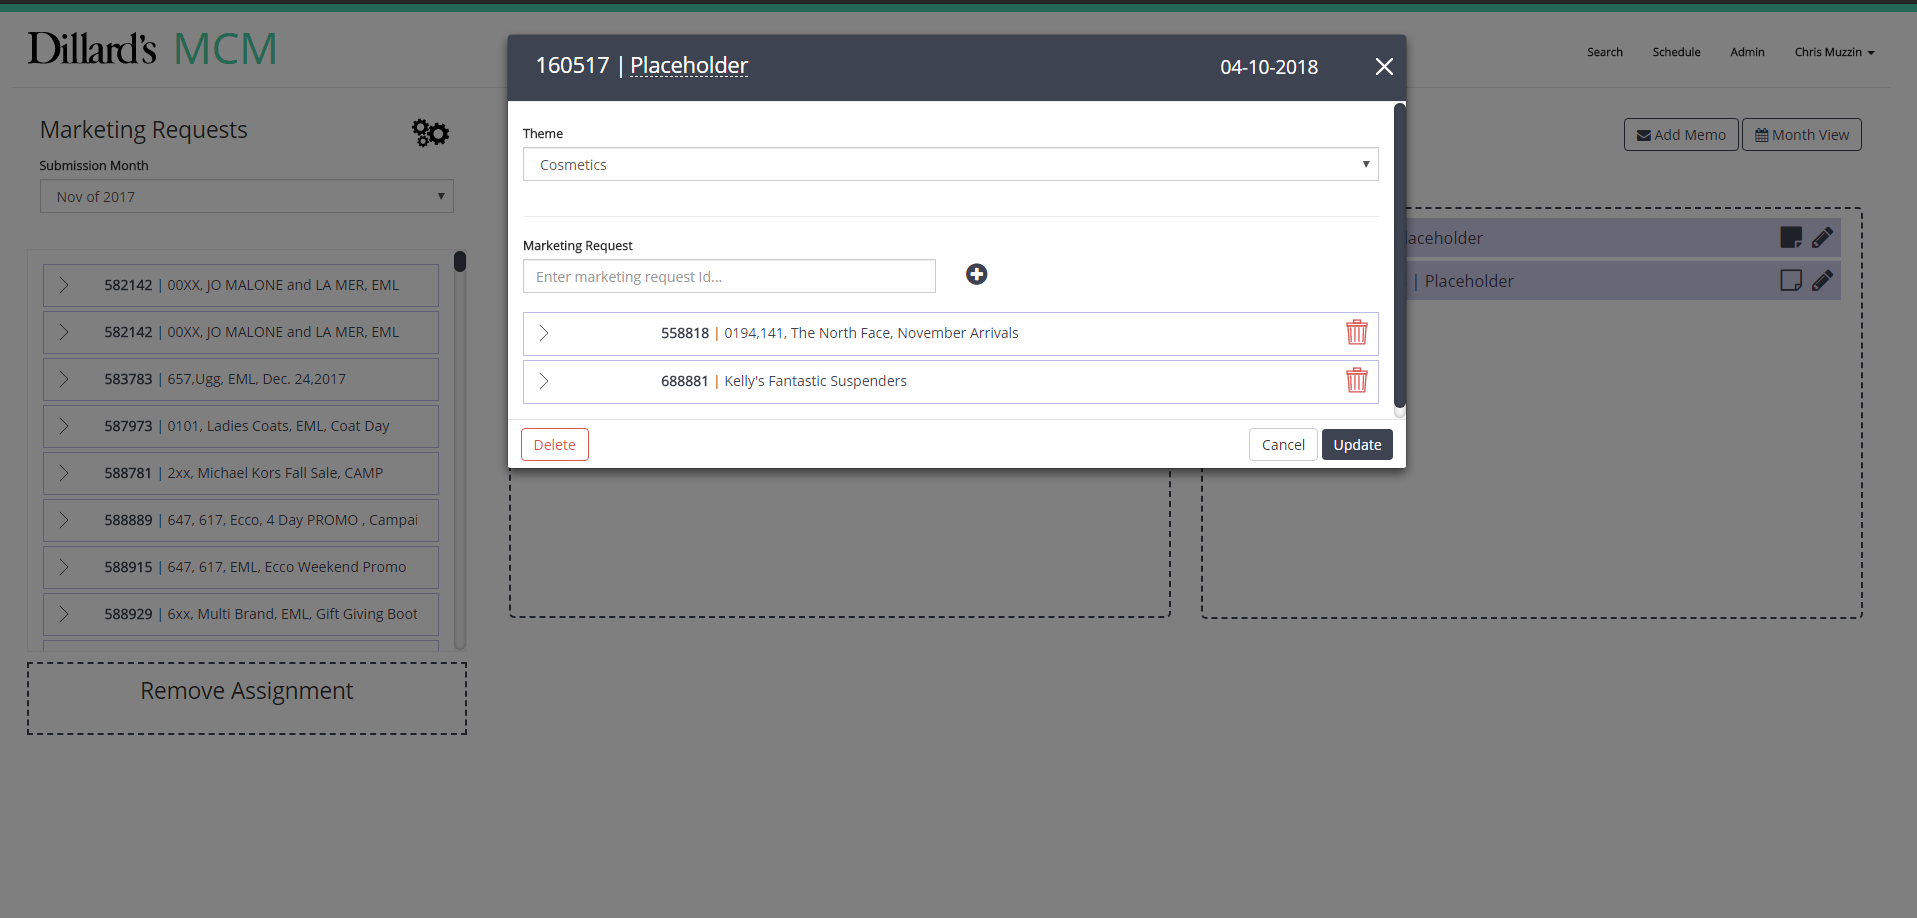 Dillard's MCM
Search Schedule Admin Chris Muzzin
Marketing Requests
Submission Month
Nov of 2017
582142 | 00XX, JO MALONE and LA MER, EML
582142 | 00XX, JO MALONE and LA MER, EML
583783 | 657,Ugg, EML, Dec. 24,2017
587973 | 0101, Ladies Coats, EML, Coat Day
588781 | 2xx, Michael Kors Fall Sale, CAMP
588889 | 647, 617, Ecco, 4 Day PROMO , Campai
588915 | 647, 617, EML, Ecco Weekend Promo
588929 | 6xx, Multi Brand, EML, Gift Giving Boot
Remove Assignment
160517 | Placeholder
04-10-2018
Theme
Cosmetics
Marketing Request
Enter marketing request Id...
558818 | 0194,141, The North Face, November Arrivals
688881 | Kelly's Fantastic Suspenders
Delete
Cancel
Update
Add Memo
Month View
laceholder
| Placeholder